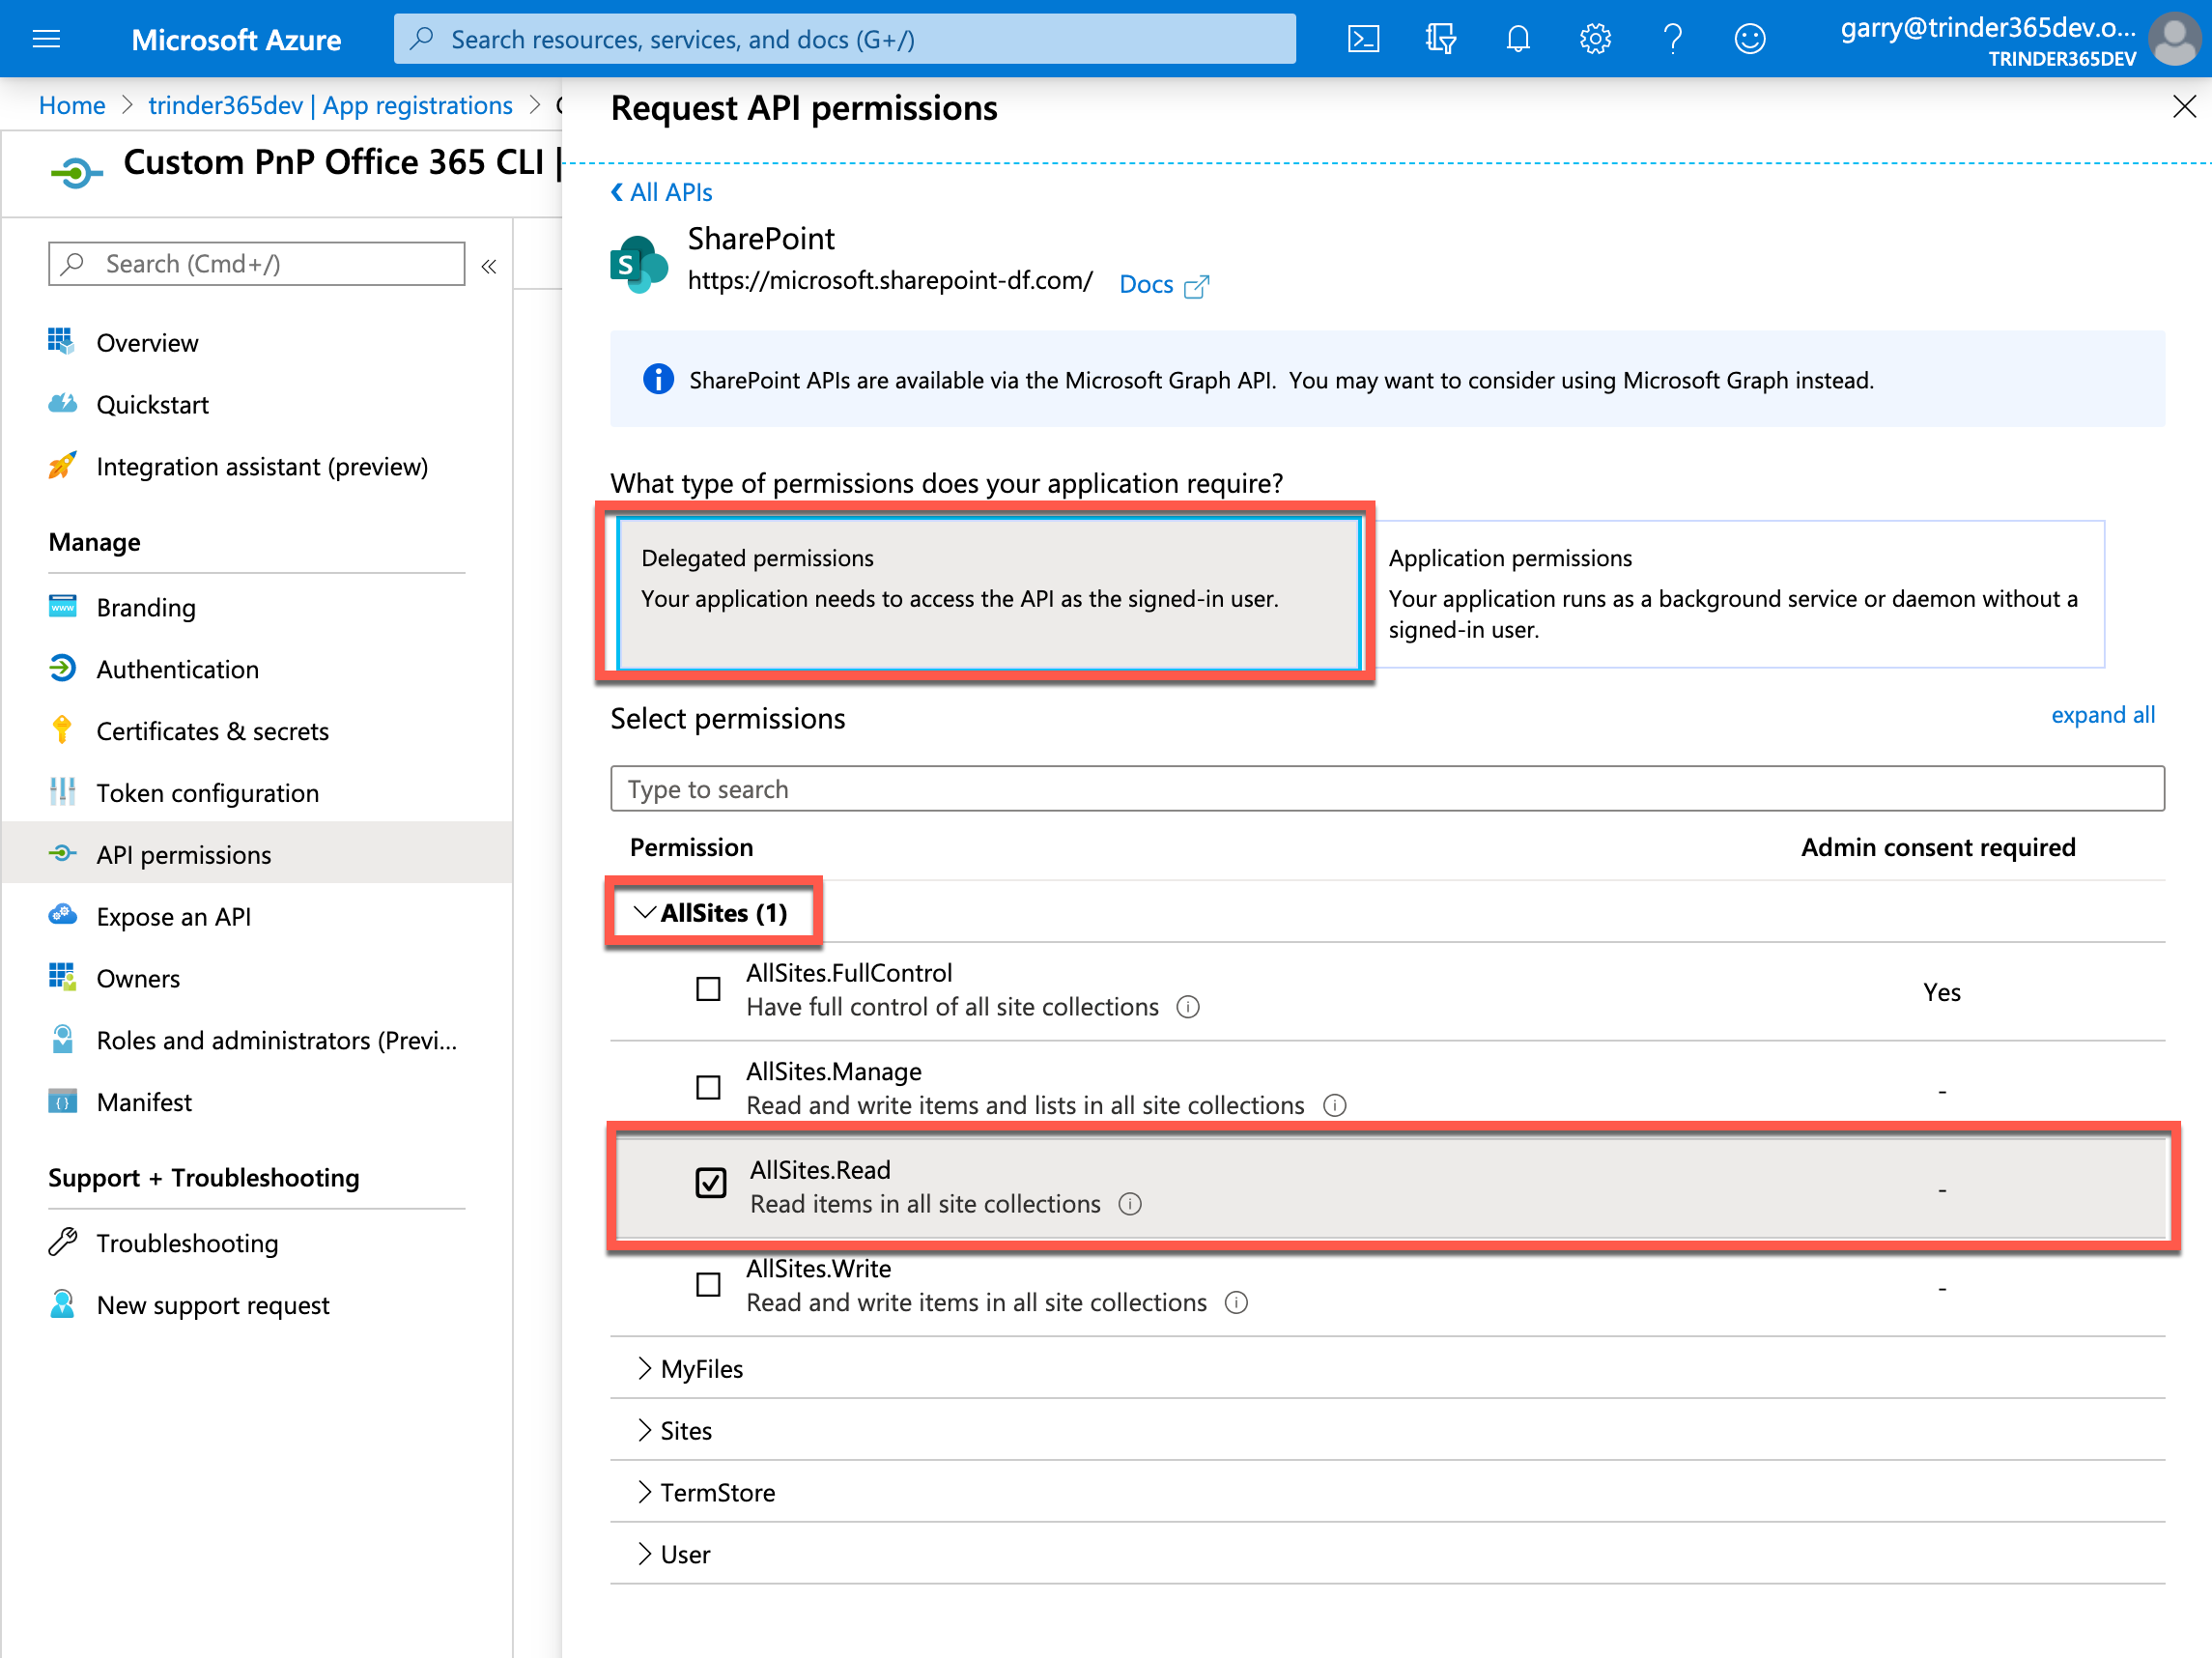 Microsoft Azure
Search resources, services, and docs (G+/)
garry@trinder365dev.o...
TRINDER365DEV
Home > trinder365dev | App registrations >
Custom PnP Office 365 CLI |
Search (Cmd+/)
«
Overview
Quickstart
Integration assistant (preview)
Manage
Branding
Authentication
Certificates & secrets
Token configuration
API permissions
Expose an API
Owners
Roles and administrators (Previ...
Manifest
Support + Troubleshooting
Troubleshooting
New support request
Request API permissions
All APIs
SharePoint
https://microsoft.sharepoint-df.com/ Docs
SharePoint APIs are available via the Microsoft Graph API. You may want to consider using Microsoft Graph instead.
What type of permissions does your application require?
Delegated permissions
Your application needs to access the API as the signed-in user.
Application permissions
Your application runs as a background service or daemon without a
signed-in user.
Select permissions
expand all
Type to search
Permission Admin consent required
AllSites (1)
AllSites.FullControl
Have full control of all site collections
Yes
AllSites.Manage
Read and write items and lists in all site collections
-
AllSites.Read
Read items in all site collections
-
AllSites.Write
Read and write items in all site collections
-
MyFiles
Sites
TermStore
User